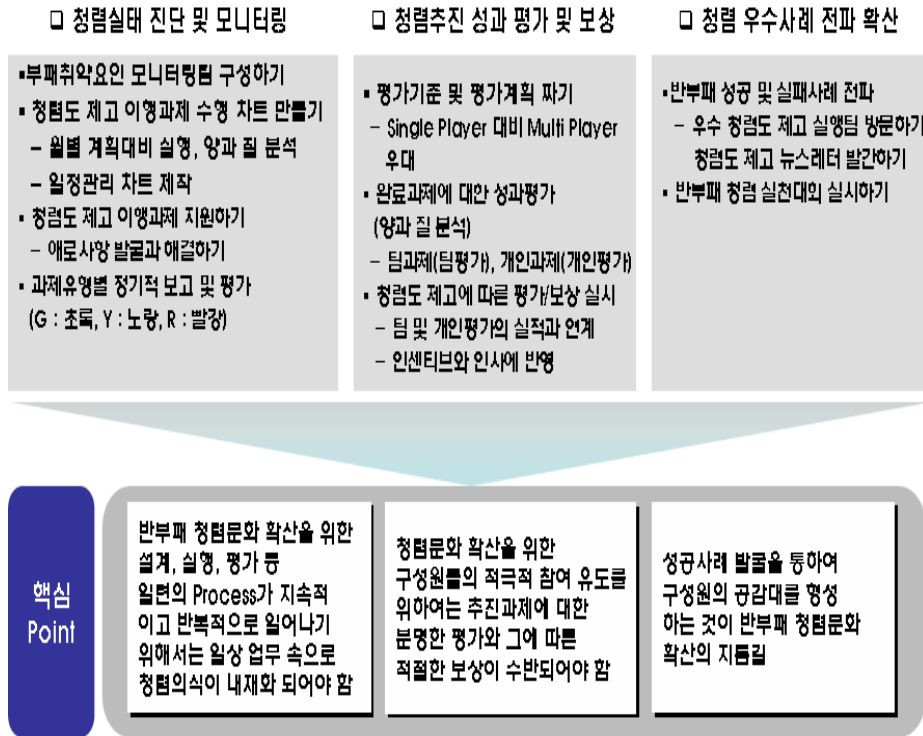 ❑ 청렴실태 진단 및 모니터링
▪부패취약요인 모니터링팀 구성하기
▪ 청렴도 제고 이행과제 수행 차트 만들기
– 월별 계획대비 실행, 양과 질 분석
– 일정관리 차트 제작
▪ 청렴도 제고 이행과제 지원하기
– 애로사항 발굴과 해결하기
▪ 과제유형별 정기적 보고 및 평가
(G : 초록, Y : 노랑, R : 빨강)
❑ 청렴추진 성과 평가 및 보상
▪ 평가기준 및 평가계획 짜기
– Single Player 대비 Multi Player
우대
▪ 완료과제에 대한 성과평가
(양과 질 분석)
– 팀과제(팀평가), 개인과제(개인평가)
▪ 청렴도 제고에 따른 평가/보상 실시
– 팀 및 개인평가의 실적과 연계
– 인센티브와 인사에 반영
❑ 청렴 우수사례 전파 확산
▪반부패 성공 및 실패사례 전파
– 우수 청렴도 제고 실행팀 방문하기
청렴도 제고 뉴스레터 발간하기
▪ 반부패 청렴 실천대회 실시하기
핵심
Point
반부패 청렴문화 확산을 위한
설계, 실행, 평가 등
일련의 Process가 지속적
이고 반복적으로 일어나기
위해서는 일상 업무 속으로
청렴의식이 내재화 되어야 함
청렴문화 확산을 위한
구성원들의 적극적 참여 유도를
위하여는 추진과제에 대한
분명한 평가와 그에 따른
적절한 보상이 수반되어야 함
성공사례 발굴을 통하여
구성원의 공감대를 형성
하는 것이 반부패 청렴문화
확산의 지름길